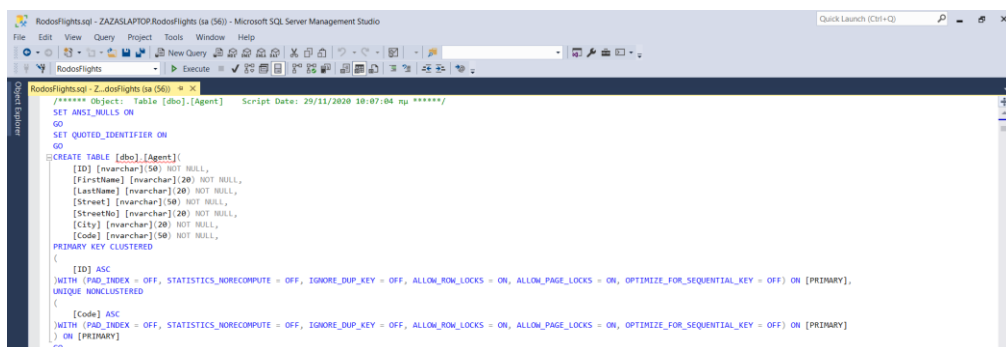 RodosFlights.sql - ZAZASLAPTOP.RodosFlights (sa (56)) - Microsoft SQL Server Management Studio
Quick Launch (Ctrl+Q)
File Edit View Query Project Tools Window Help
New Query
RodosFlights
Execute
Object Explorer
RodosFlights.sql - Z...dosFlights (sa (56))
/****** Object: Table [dbo].[Agent] Script Date: 29/11/2020 10:07:04 πμ ******/
SET ANSI_NULLS ON
GO
SET QUOTED_IDENTIFIER ON
GO
CREATE TABLE [dbo].[Agent](
[ID] [nvarchar](50) NOT NULL,
[FirstName] [nvarchar](20) NOT NULL,
[LastName] [nvarchar](20) NOT NULL,
[Street] [nvarchar](50) NOT NULL,
[StreetNo] [nvarchar](20) NOT NULL,
[City] [nvarchar](20) NOT NULL,
[Code] [nvarchar](50) NOT NULL,
PRIMARY KEY CLUSTERED
(
[ID] ASC
)WITH (PAD_INDEX = OFF, STATISTICS_NORECOMPUTE = OFF, IGNORE_DUP_KEY = OFF, ALLOW_ROW_LOCKS = ON, ALLOW_PAGE_LOCKS = ON, OPTIMIZE_FOR_SEQUENTIAL_KEY = OFF) ON [PRIMARY],
UNIQUE NONCLUSTERED
(
[Code] ASC
)WITH (PAD_INDEX = OFF, STATISTICS_NORECOMPUTE = OFF, IGNORE_DUP_KEY = OFF, ALLOW_ROW_LOCKS = ON, ALLOW_PAGE_LOCKS = ON, OPTIMIZE_FOR_SEQUENTIAL_KEY = OFF) ON [PRIMARY]
) ON [PRIMARY]